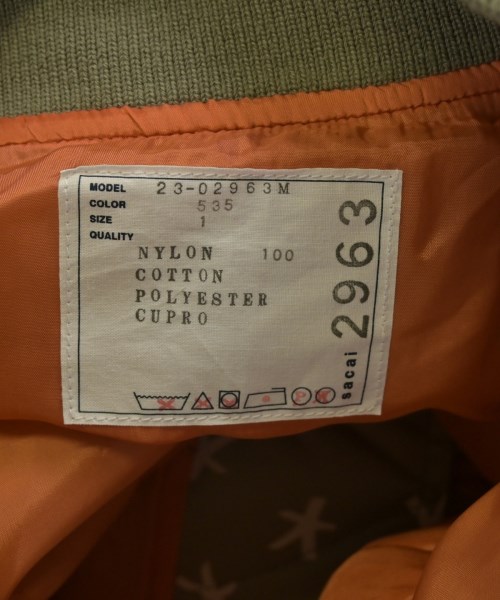 MODEL 23-02963M
COLOR 535
SIZE 1
QUALITY
NYLON 100
COTTON
POLYESTER
CUPRO
sacai 2963
P